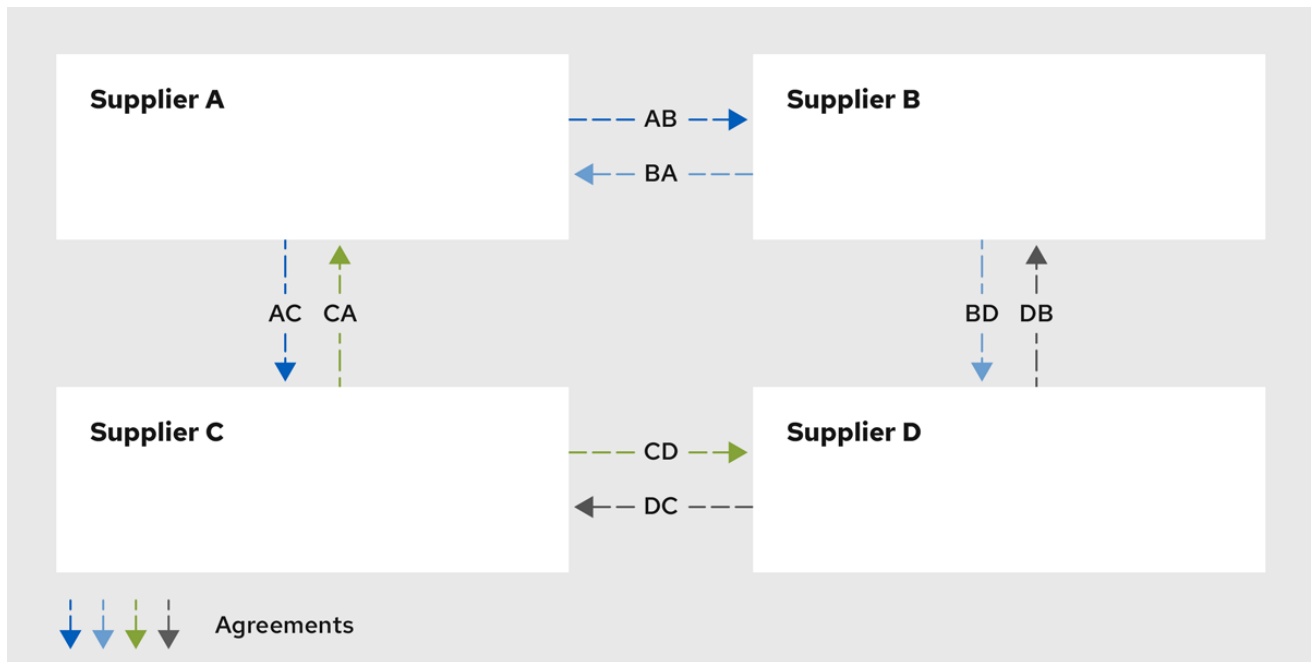 Supplier A
Supplier B
AB
BA
AC CA
BD DB
Supplier C
Supplier D
CD
DC
Agreements